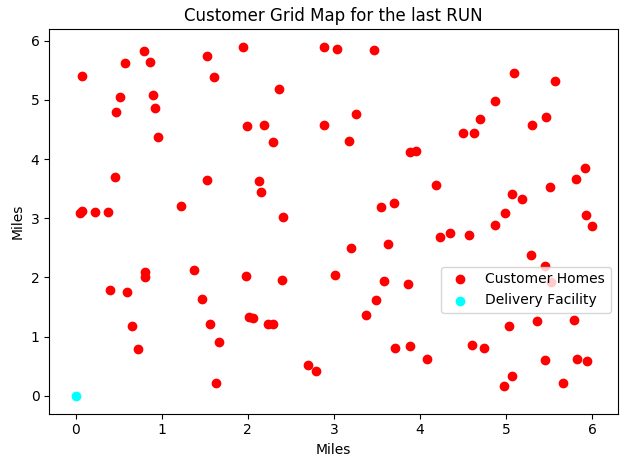 Customer Grid Map for the last RUN
6
5
4
3
2
1
0
Miles
Customer Homes
Delivery Facility
0 1 2 3 4 5 6
Miles